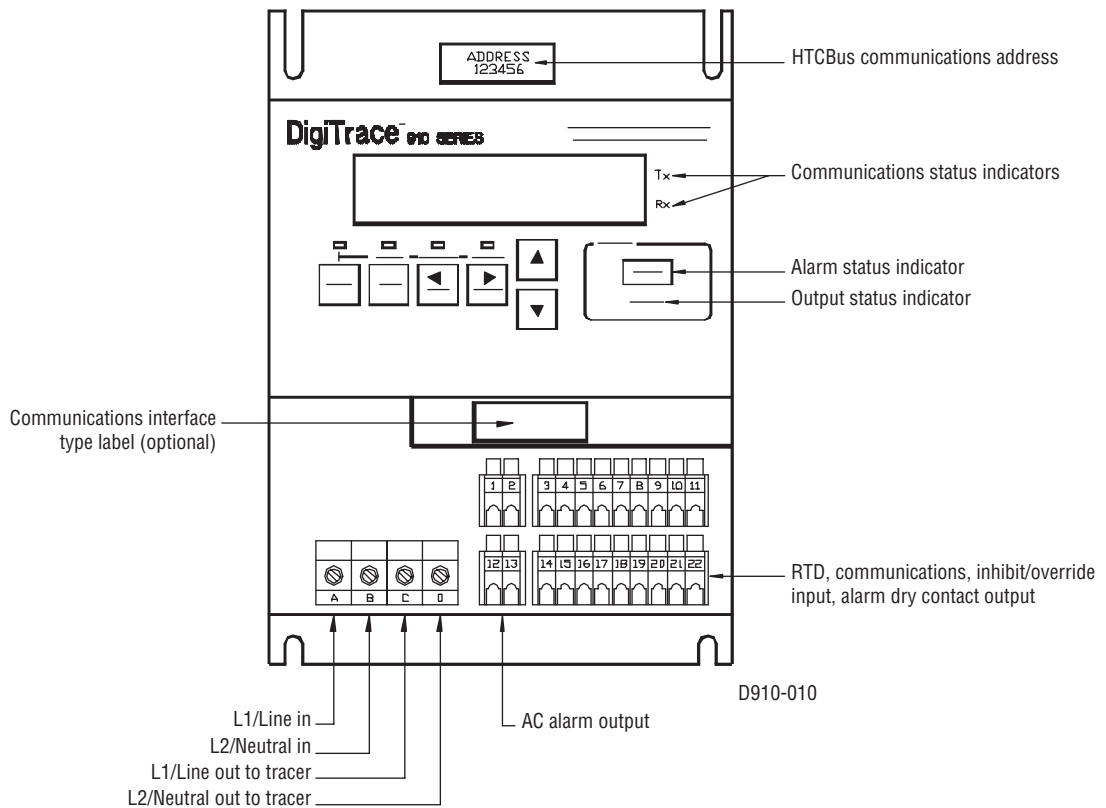 ADDRESS
123456
HTCBus communications address
DigiTrace™ 910 SERIES
Tx
Rx
Communications status indicators
Alarm status indicator
Output status indicator
Communications interface
type label (optional)
1 2 3 4 5 6 7 8 9 10 11
12 13 14 15 16 17 18 19 20 21 22
A B C D
RTD, communications, inhibit/override
input, alarm dry contact output
D910-010
L1/Line in
AC alarm output
L2/Neutral in
L1/Line out to tracer
L2/Neutral out to tracer